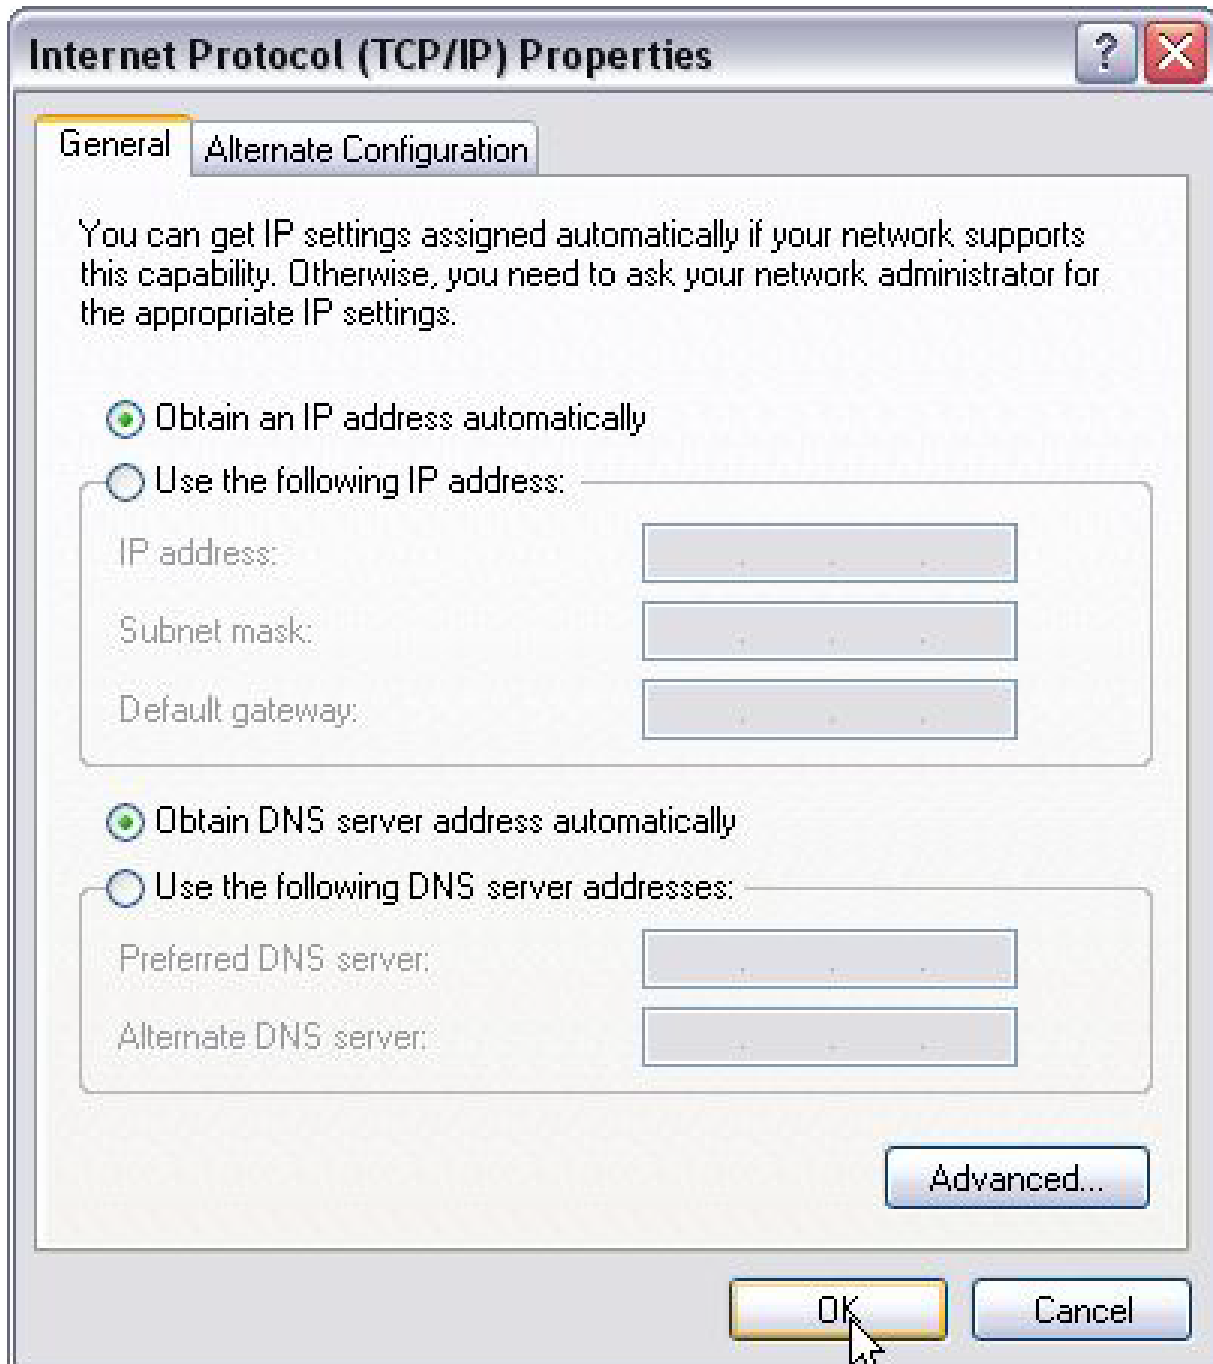 Internet Protocol (TCP/IP) Properties
?
General
Alternate Configuration
You can get IP settings assigned automatically if your network supports
this capability. Otherwise, you need to ask your network administrator for
the appropriate IP settings.
Obtain an IP address automatically
Use the following IP address:
IP address:
Subnet mask:
Default gateway:
Obtain DNS server address automatically
Use the following DNS server addresses:
Preferred DNS server:
Alternate DNS server:
Advanced...
OK
Cancel